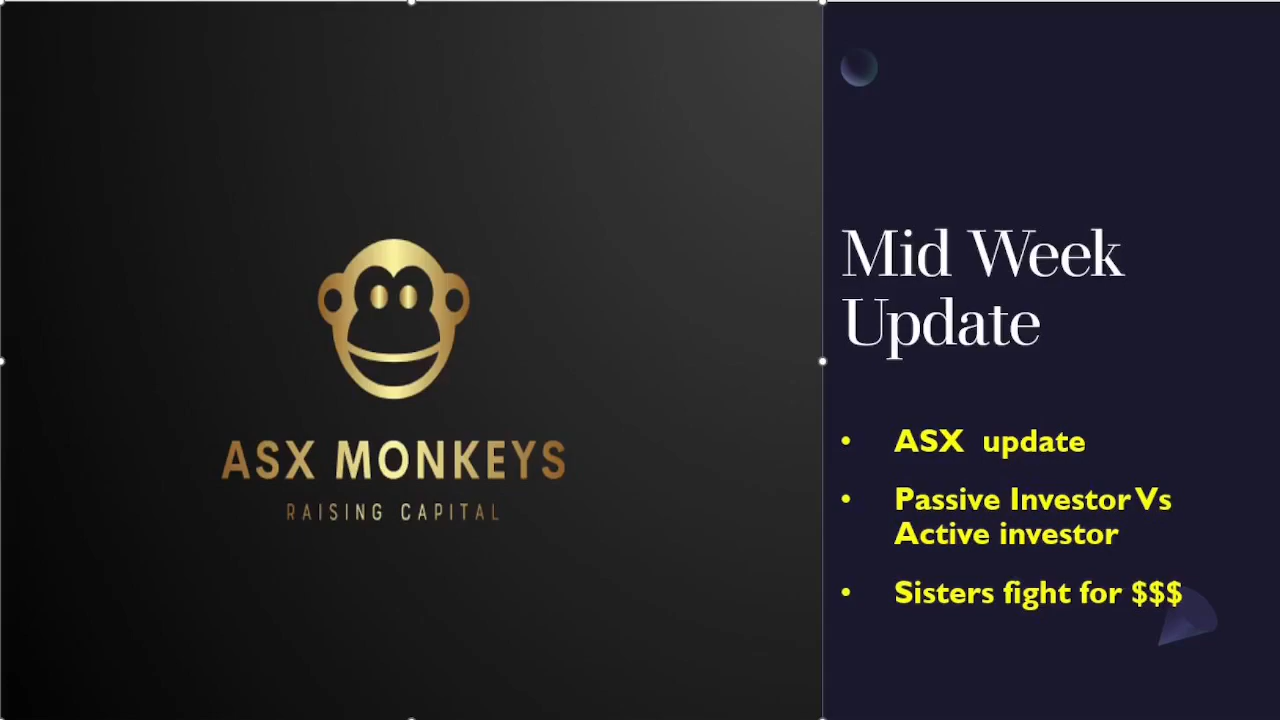 ASX MONKEYS
RAISING CAPITAL
Mid Week
Update
• ASX update
• Passive Investor Vs
Active investor
• Sisters fight for $$$